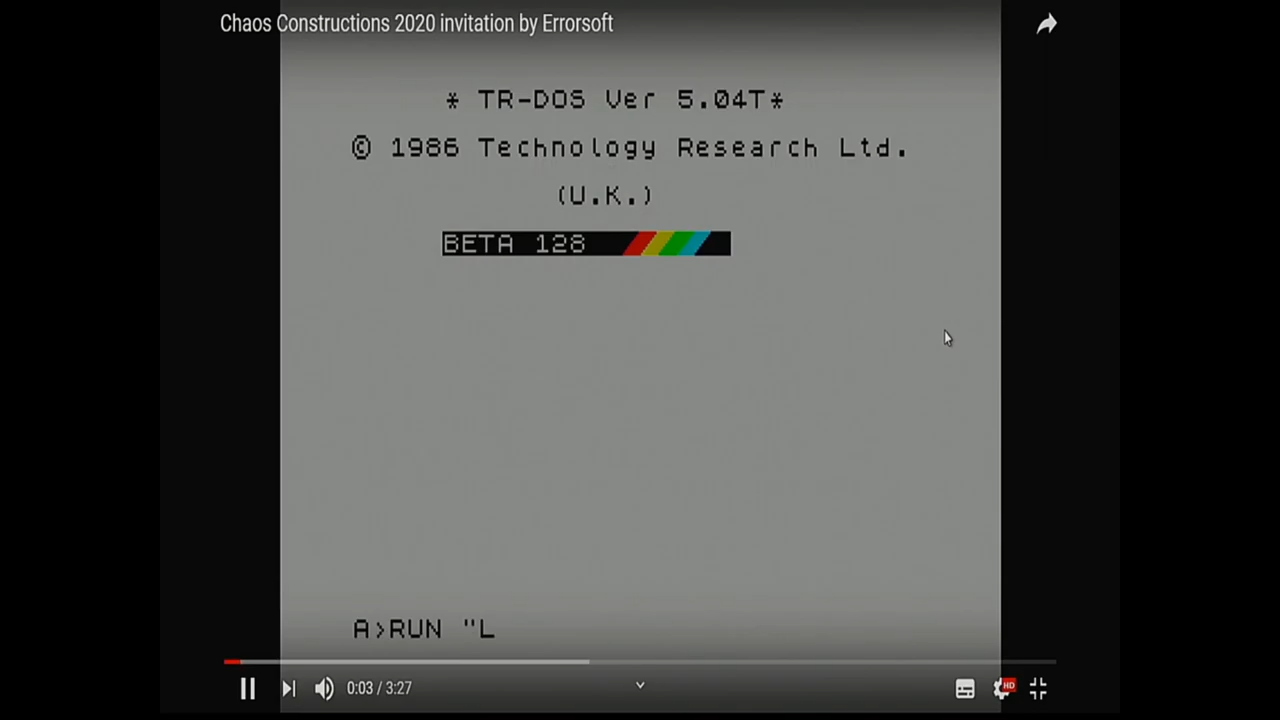 Chaos Constructions 2020 invitation by Errorsoft
* TR-DOS Ver 5.04T*
© 1986 Technology Research Ltd.
(U.K.)
BETA 128
A>RUN "L
0:03 / 3:27
HD